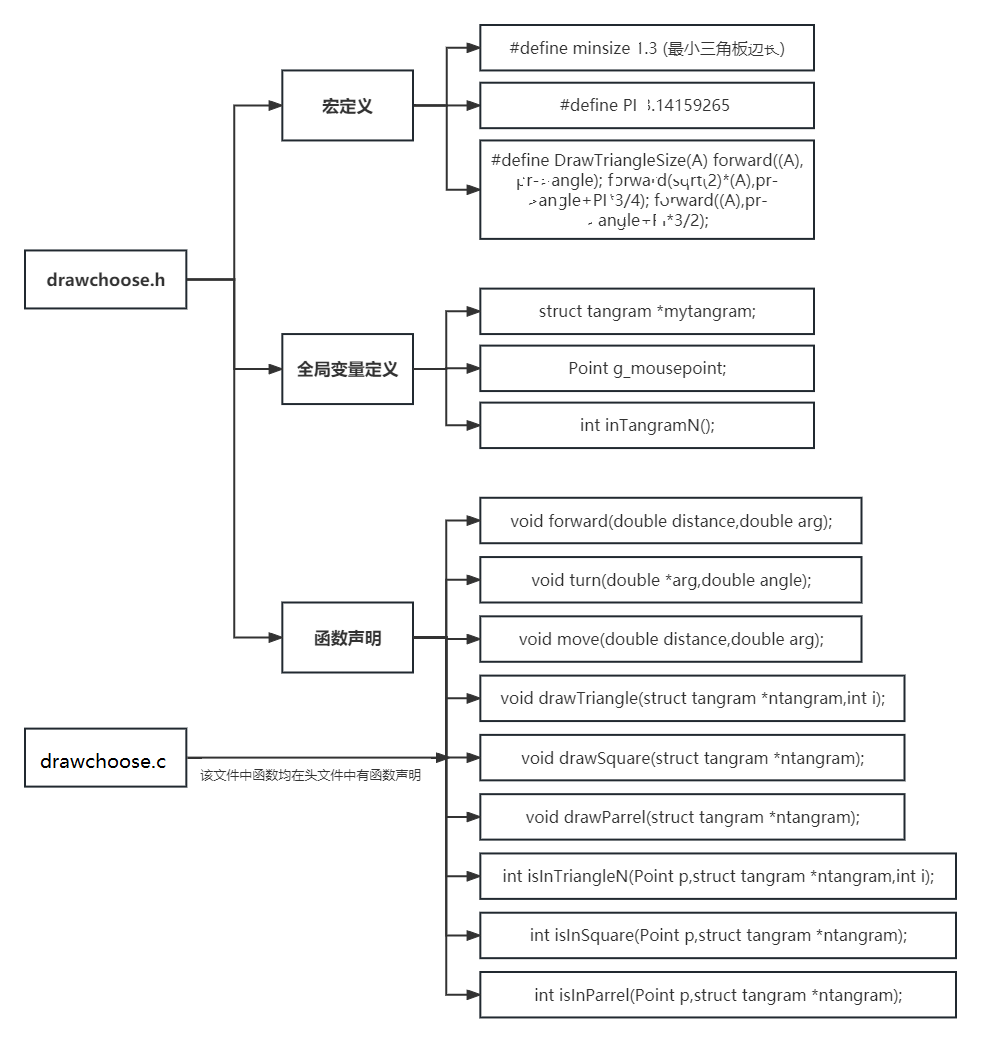 drawchoose.h
宏定义
#define minsize 1.3 (最小三角板边长)
#define PI 3.14159265
#define DrawTriangleSize(A) forward((A),
pr->angle); forward(sqrt(2)*(A),pr-
>angle+PI*3/4); forward((A),pr-
>angle+PI*3/2);
全局变量定义
struct tangram *mytangram;
Point g_mousepoint;
int inTangramN();
函数声明
void forward(double distance,double arg);
void turn(double *arg,double angle);
void move(double distance,double arg);
void drawTriangle(struct tangram *ntangram,int i);
drawchoose.c
该文件中函数均在头文件中有函数声明
void drawSquare(struct tangram *ntangram);
void drawParrel(struct tangram *ntangram);
int isInTriangleN(Point p,struct tangram *ntangram,int i);
int isInSquare(Point p,struct tangram *ntangram);
int isInParrel(Point p,struct tangram *ntangram);